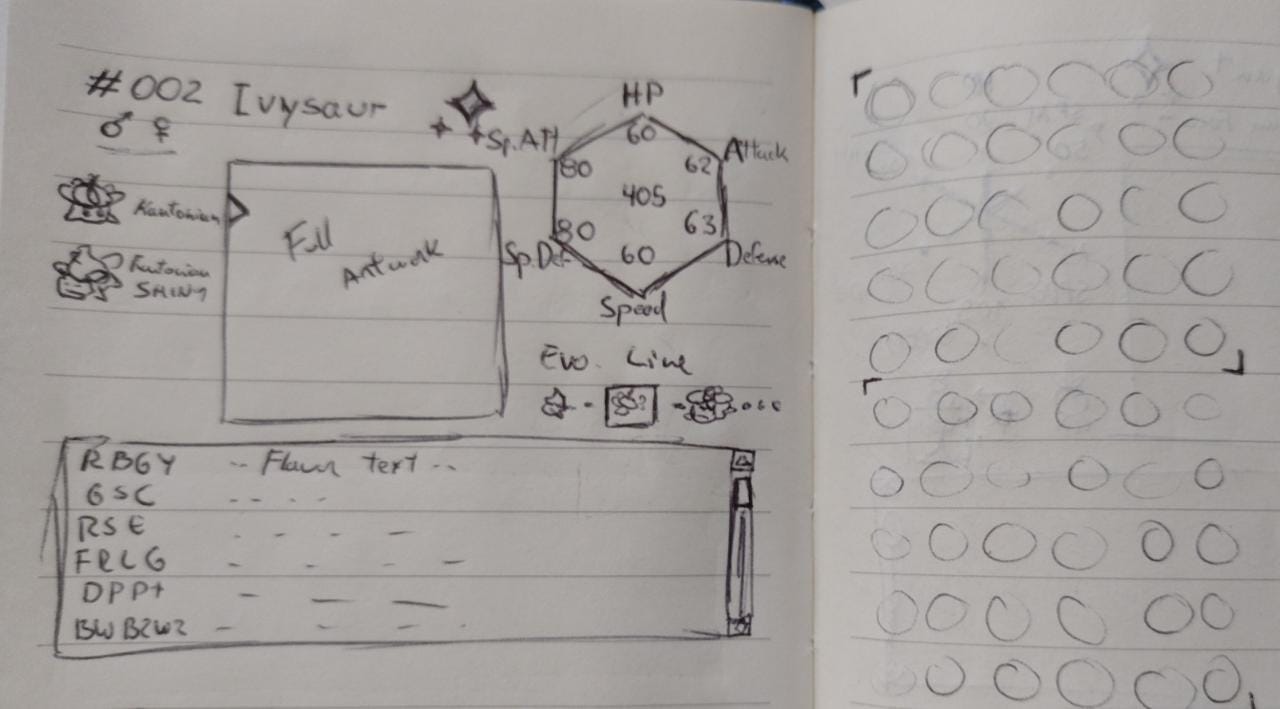 #002 Ivysaur
♂ ♀
Kantonian
Kantonian
SHINY
Full
Artwork
HP
60
Sp.Att
80
62
Attack
405
80
63
Sp.Def
60
Defense
Speed
Evo. Line
RBGY -- Flavor text --
GSC
RSE
FRLG
DPPt
BW B2W2